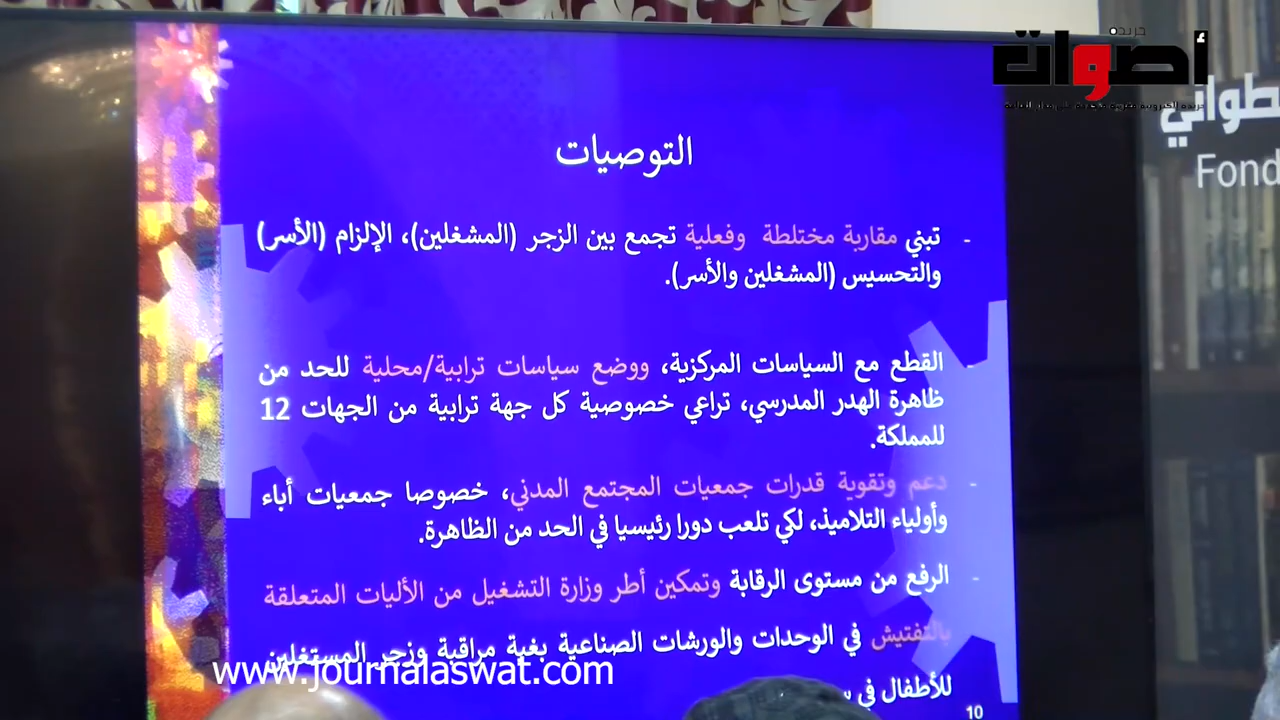 جريدة
أصوات
طواني
Fond
التوصيات
- تبني مقاربة مختلطة وفعلية تجمع بين الزجر (المشغلين)، الإلزام (الأسر)
والتحسيس (المشغلين والأسر).
- القطع مع السياسات المركزية، ووضع سياسات ترابية/محلية للحد من
ظاهرة الهدر المدرسي، تراعي خصوصية كل جهة ترابية من الجهات 12
للمملكة.
- دعم وتقوية قدرات جمعيات المجتمع المدني، خصوصا جمعيات أباء
وأولياء التلاميذ، لكي تلعب دورا رئيسيا في الحد من الظاهرة.
- الرفع من مستوى الرقابة وتمكين أطر وزارة التشغيل من الأليات المتعلقة
بالتفتيش في الوحدات والورشات الصناعية بغية مراقبة وزجر المستغلين
للأطفال في
www.journalaswat.com
10